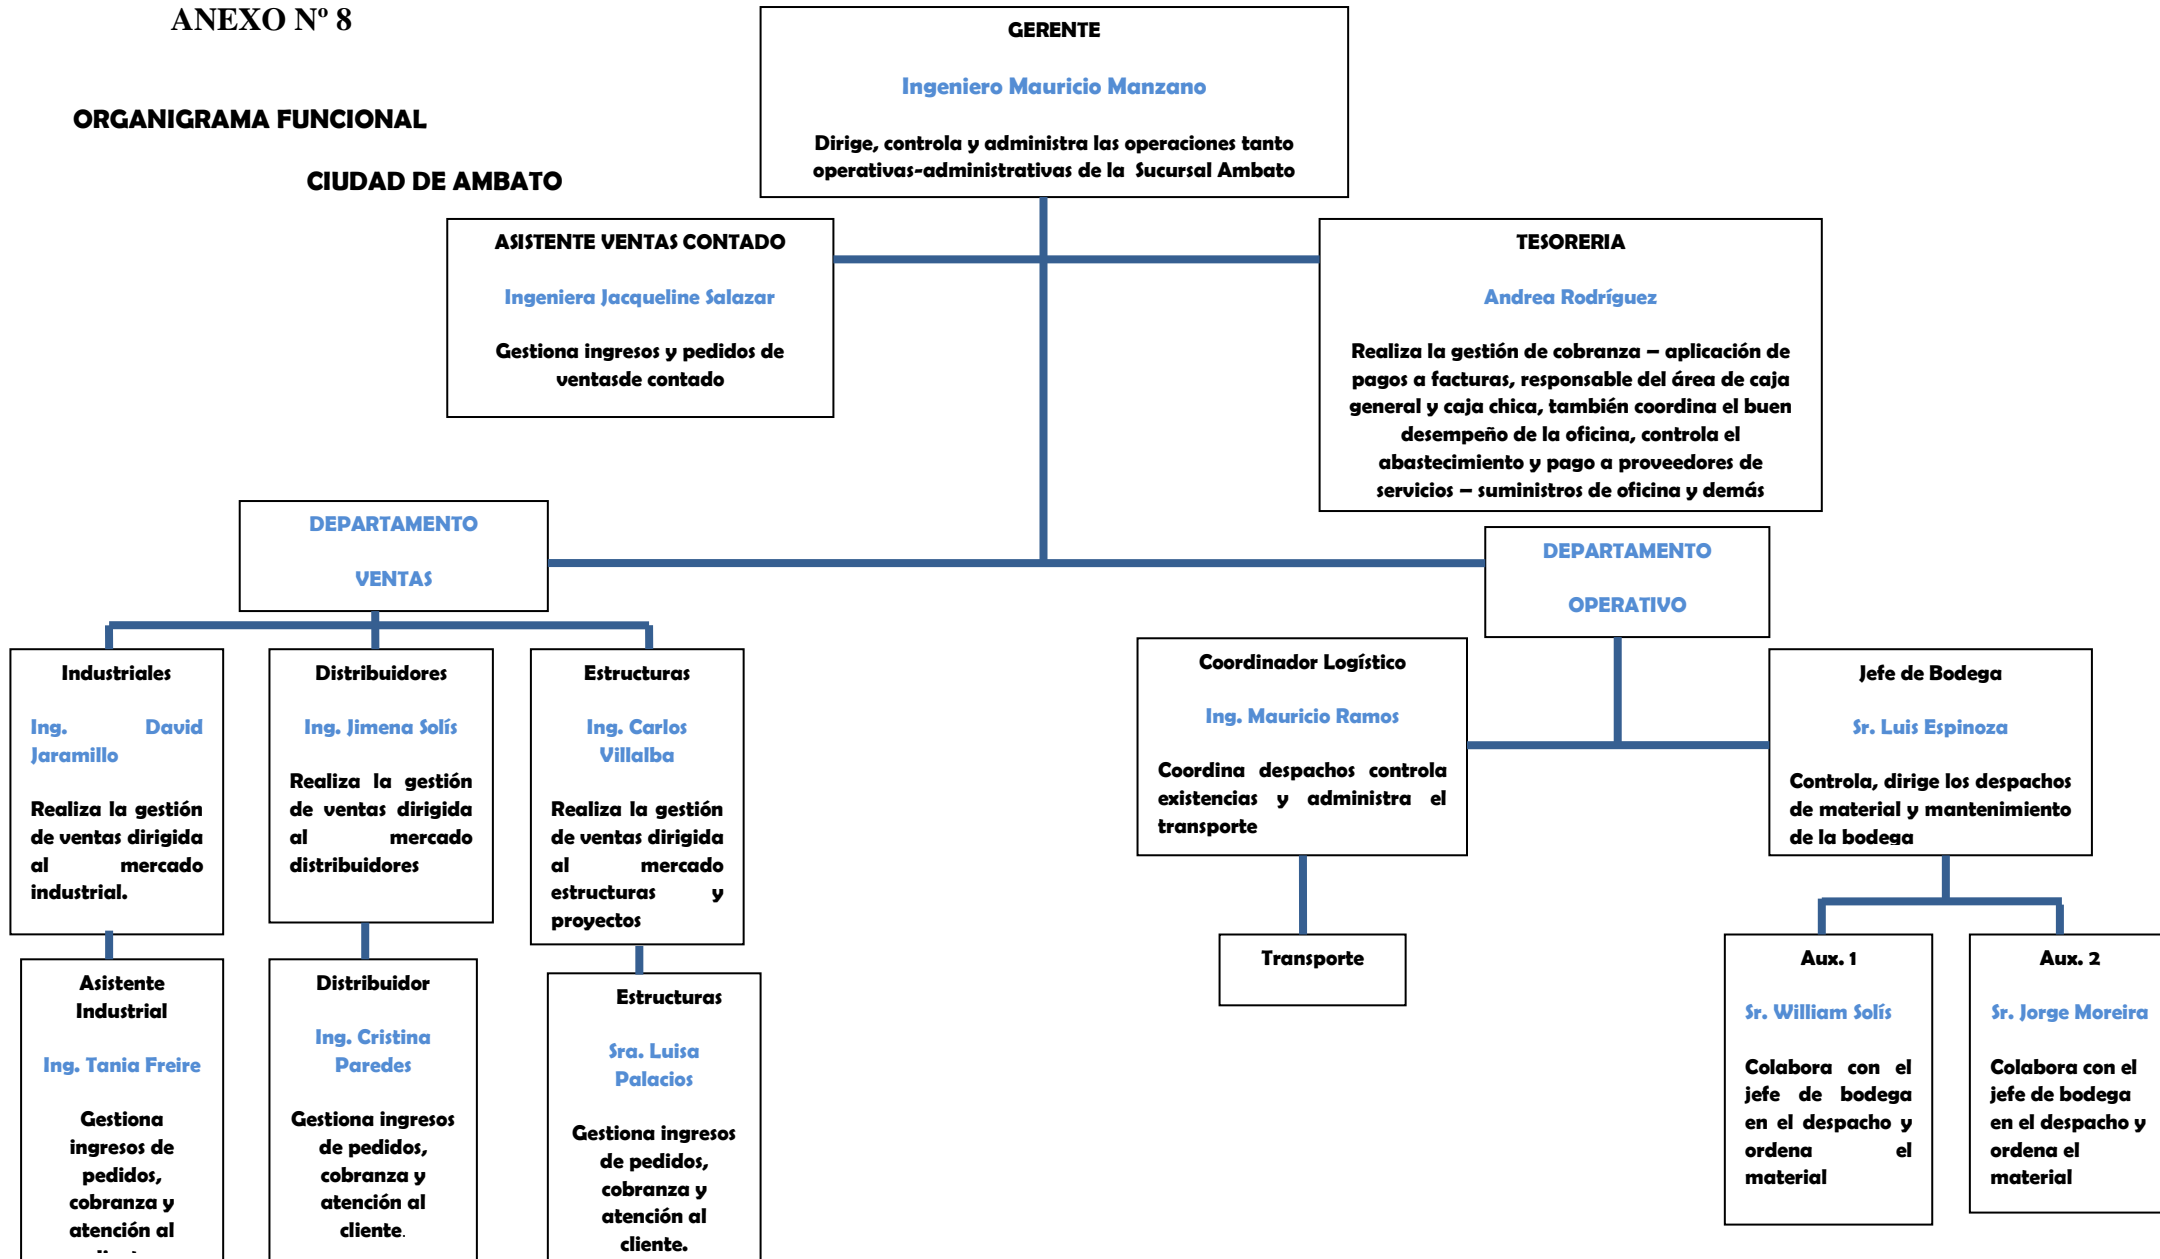 ANEXO Nº 8
ORGANIGRAMA FUNCIONAL
CIUDAD DE AMBATO
GERENTE
Ingeniero Mauricio Manzano
Dirige, controla y administra las operaciones tanto
operativas-administrativas de la Sucursal Ambato
ASISTENTE VENTAS CONTADO
Ingeniera Jacqueline Salazar
Gestiona ingresos y pedidos de
ventasde contado
TESORERIA
Andrea Rodríguez
Realiza la gestión de cobranza – aplicación de
pagos a facturas, responsable del área de caja
general y caja chica, también coordina el buen
desempeño de la oficina, controla el
abastecimiento y pago a proveedores de
servicios – suministros de oficina y demás
DEPARTAMENTO
VENTAS
DEPARTAMENTO
OPERATIVO
Industriales
Ing. David
Jaramillo
Realiza la gestión
de ventas dirigida
al mercado
industrial.
Distribuidores
Ing. Jimena Solís
Realiza la gestión
de ventas dirigida
al mercado
distribuidores
Estructuras
Ing. Carlos
Villalba
Realiza la gestión
de ventas dirigida
al mercado
estructuras y
proyectos
Coordinador Logístico
Ing. Mauricio Ramos
Coordina despachos controla
existencias y administra el
transporte
Jefe de Bodega
Sr. Luis Espinoza
Controla, dirige los despachos
de material y mantenimiento
de la bodega
Asistente
Industrial
Ing. Tania Freire
Gestiona
ingresos de
pedidos,
cobranza y
atención al
Distribuidor
Ing. Cristina
Paredes
Gestiona ingresos
de pedidos,
cobranza y
atención al
cliente.
Estructuras
Sra. Luisa
Palacios
Gestiona ingresos
de pedidos,
cobranza y
atención al
cliente.
Transporte
Aux. 1
Sr. William Solís
Colabora con el
jefe de bodega
en el despacho y
ordena el
material
Aux. 2
Sr. Jorge Moreira
Colabora con el
jefe de bodega
en el despacho y
ordena el
material